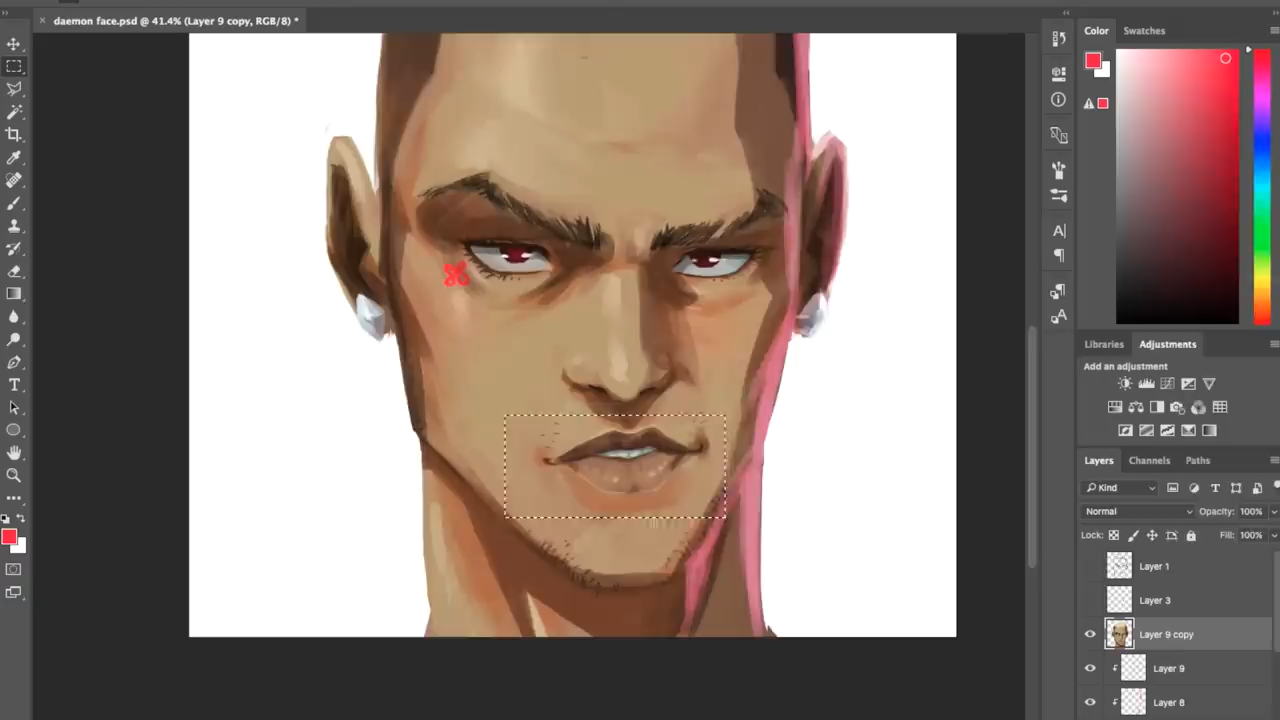 daemon face.psd @ 41.4% (Layer 9 copy, RGB/8) *
Color
Swatches
Libraries
Adjustments
Add an adjustment
Layers
Channels
Paths
Kind
Normal
Opacity: 100%
Lock:
Fill: 100%
Layer 1
Layer 3
Layer 9 copy
Layer 9
Layer 8